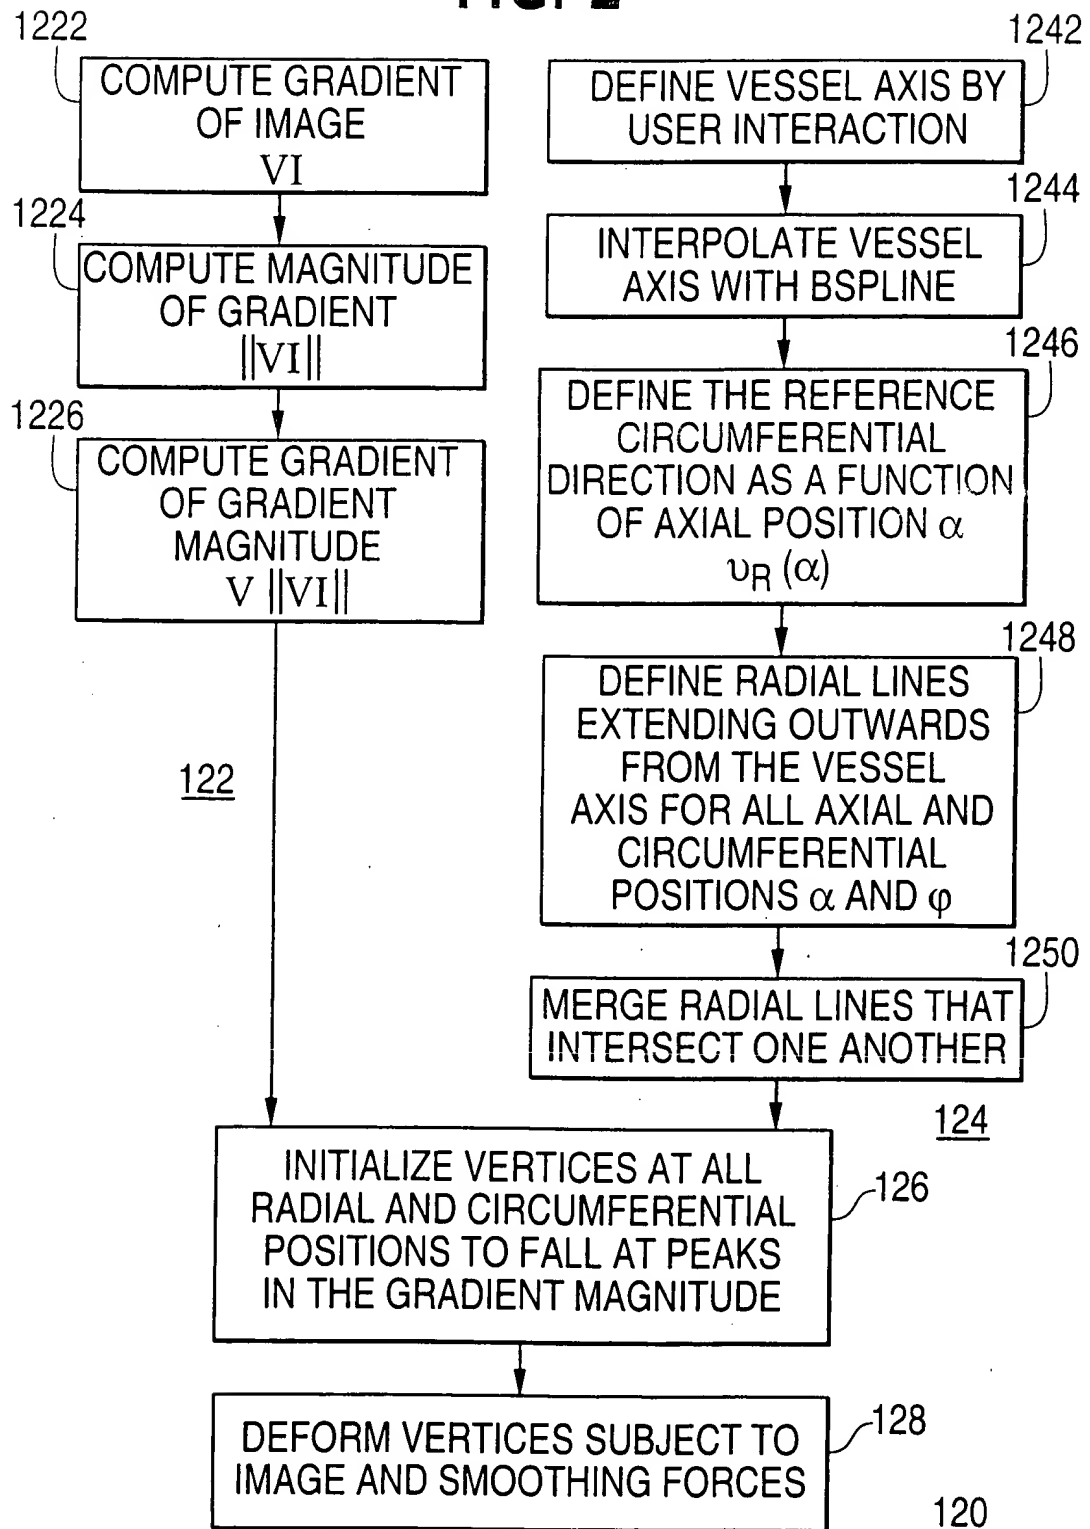 FIG. 2
1222
COMPUTE GRADIENT
OF IMAGE
VI
1224
COMPUTE MAGNITUDE
OF GRADIENT
||VI||
1226
COMPUTE GRADIENT
OF GRADIENT
MAGNITUDE
V ||VI||
122
1242
DEFINE VESSEL AXIS BY
USER INTERACTION
1244
INTERPOLATE VESSEL
AXIS WITH BSPLINE
1246
DEFINE THE REFERENCE
CIRCUMFERENTIAL
DIRECTION AS A FUNCTION
OF AXIAL POSITION α
υR (α)
1248
DEFINE RADIAL LINES
EXTENDING OUTWARDS
FROM THE VESSEL
AXIS FOR ALL AXIAL AND
CIRCUMFERENTIAL
POSITIONS α AND φ
1250
MERGE RADIAL LINES THAT
INTERSECT ONE ANOTHER
124
INITIALIZE VERTICES AT ALL
RADIAL AND CIRCUMFERENTIAL
POSITIONS TO FALL AT PEAKS
IN THE GRADIENT MAGNITUDE
126
DEFORM VERTICES SUBJECT TO
IMAGE AND SMOOTHING FORCES
128
120